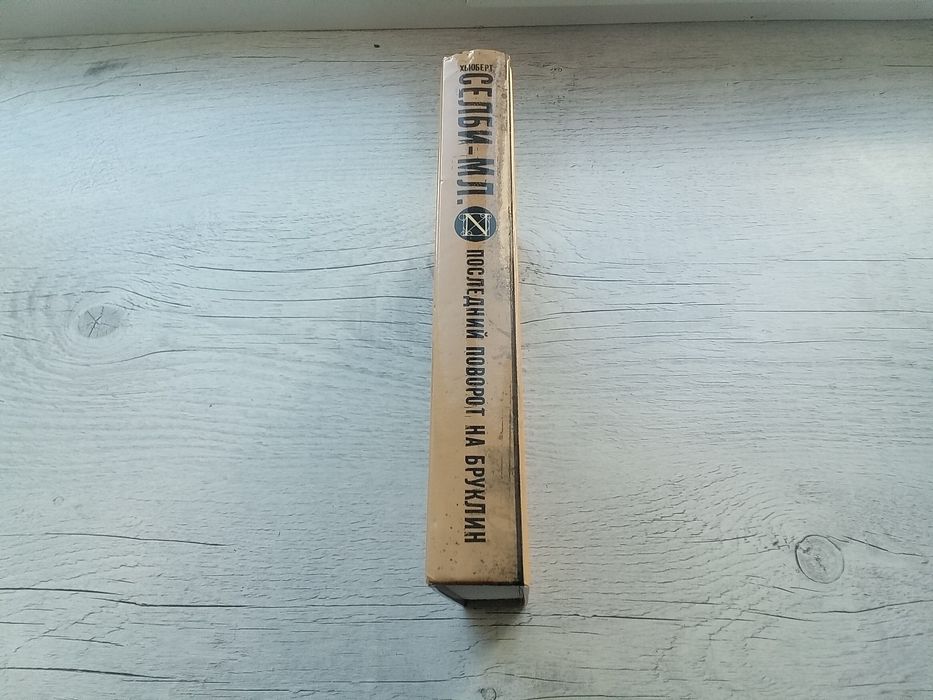 ХЬЮБЕРТ
СЕЛБИ-МЛ.
N
ПОСЛЕДНИЙ ПОВОРОТ НА БРУКЛИН